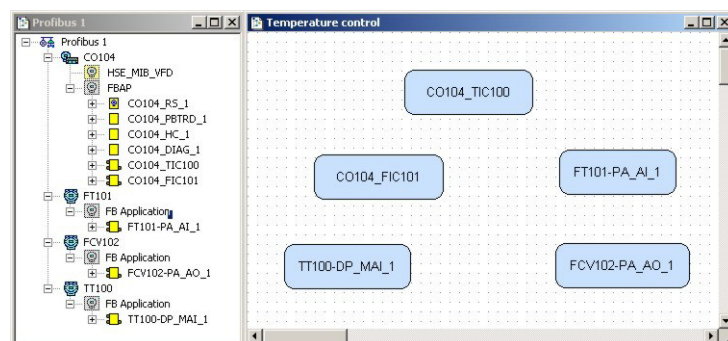 Profibus 1
Profibus 1
CO104
HSE_MIB_VFD
FBAP
CO104_RS_1
CO104_PBTRD_1
CO104_HC_1
CO104_DIAG_1
CO104_TIC100
CO104_FIC101
FT101
FB Application
FT101-PA_AI_1
FCV102
FB Application
FCV102-PA_AO_1
TT100
FB Application
TT100-DP_MAI_1
Temperature control
CO104_TIC100
CO104_FIC101
FT101-PA_AI_1
TT100-DP_MAI_1
FCV102-PA_AO_1